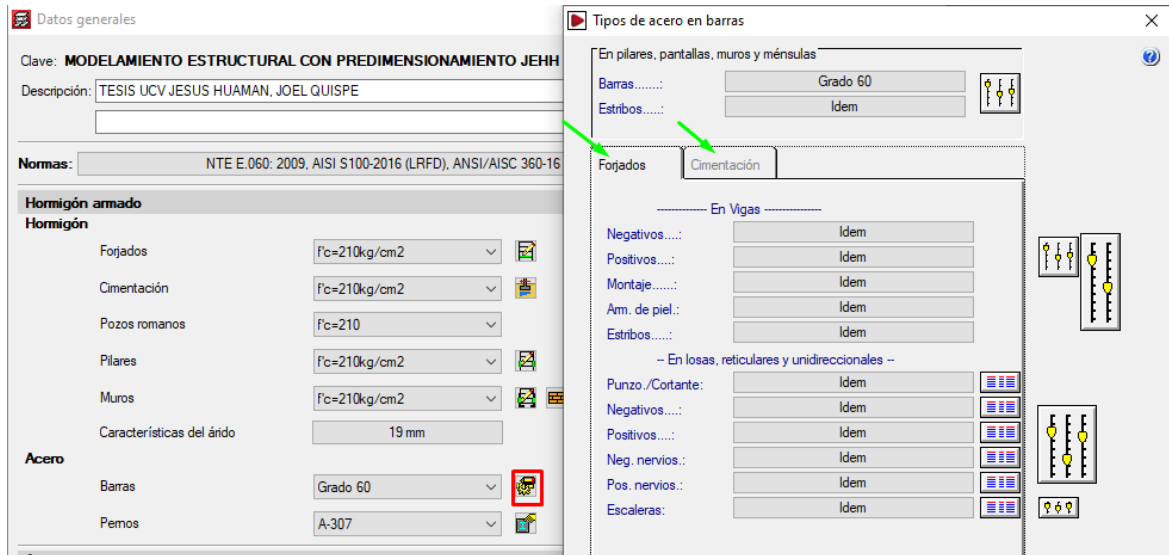 Datos generales
Clave: MODELAMIENTO ESTRUCTURAL CON PREDIMENSIONAMIENTO JEHH
Descripción: TESIS UCV JESUS HUAMAN, JOEL QUISPE
Normas: NTE E.060: 2009, AISI S100-2016 (LRFD), ANSI/AISC 360-16
Hormigón armado
Hormigón
Forjados f'c=210kg/cm2
Cimentación f'c=210kg/cm2
Pozos romanos f'c=210
Pilares f'c=210kg/cm2
Muros f'c=210kg/cm2
Características del árido 19 mm
Acero
Barras Grado 60
Pernos A-307
Tipos de acero en barras
En pilares, pantallas, muros y ménsulas
Barras.......: Grado 60
Estribos.....: Idem
Forjados Cimentación
-------------- En Vigas ----------------
Negativos....: Idem
Positivos....: Idem
Montaje......: Idem
Arm. de piel.: Idem
Estribos.....: Idem
-- En losas, reticulares y unidireccionales --
Punzo./Cortante: Idem
Negativos....: Idem
Positivos....: Idem
Neg. nervios.: Idem
Pos. nervios.: Idem
Escaleras: Idem